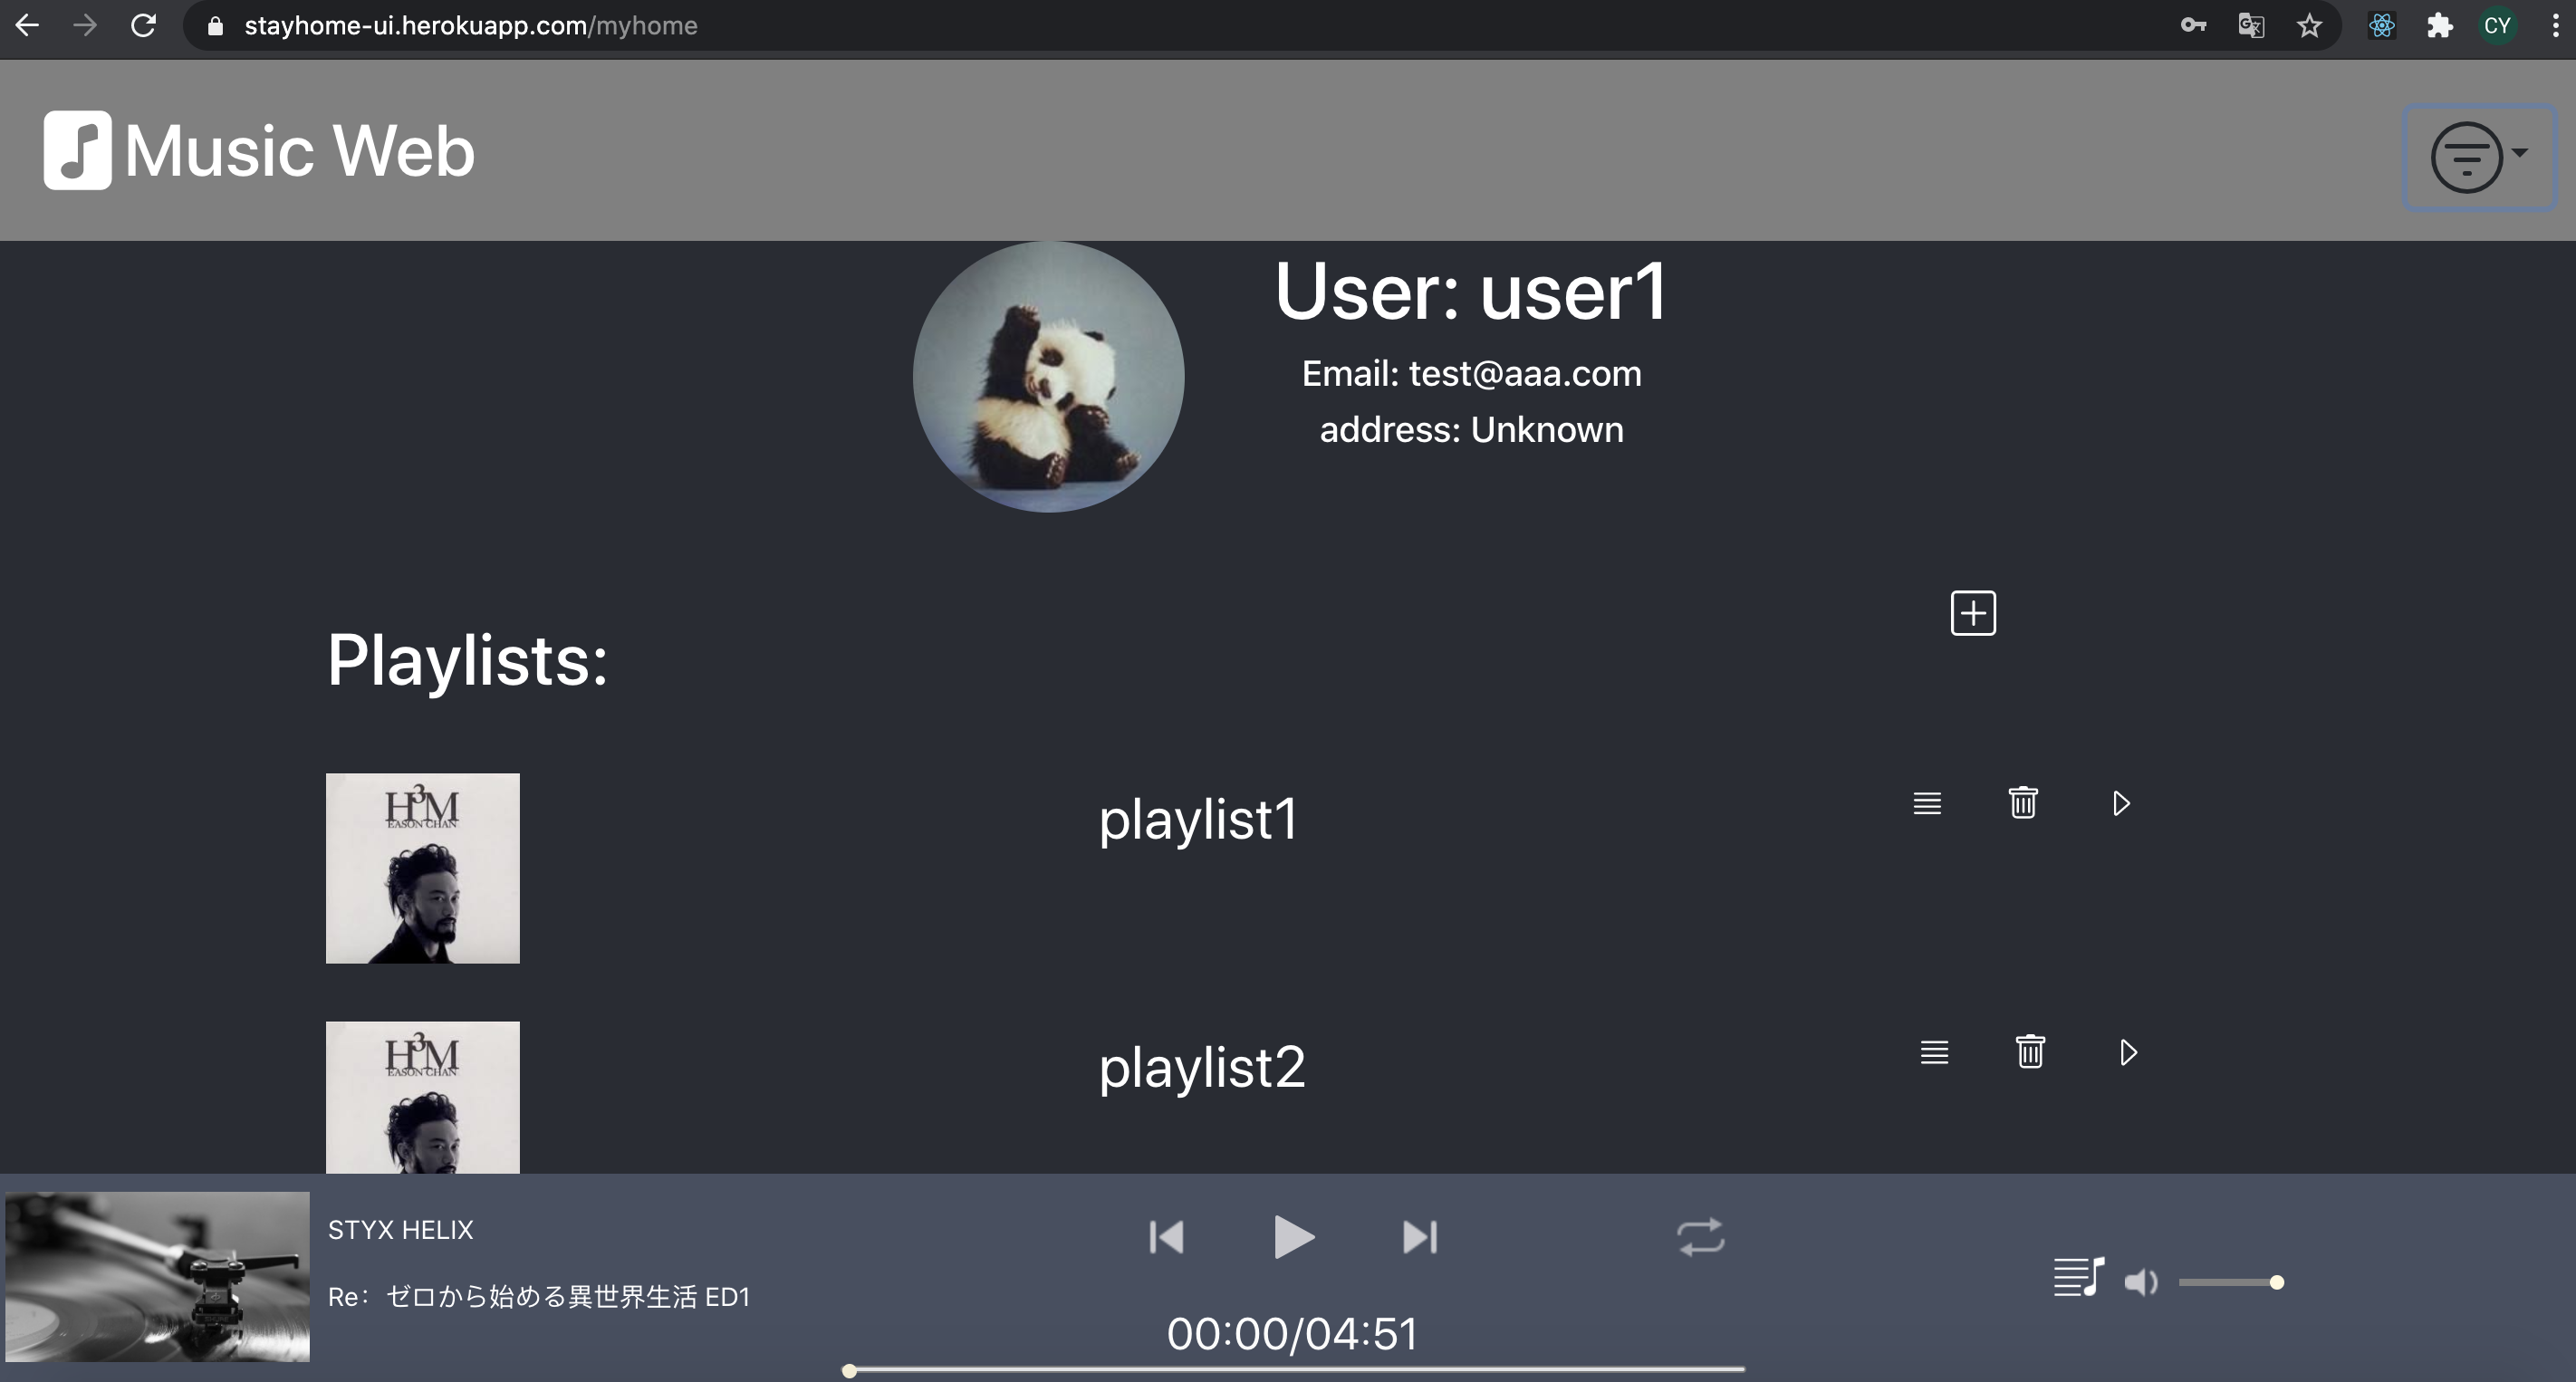 stayhome-ui.herokuapp.com/myhome
CY
Music Web
User: user1
Email: test@aaa.com
address: Unknown
Playlists:
H3M
EASON CHAN
playlist1
H3M
EASON CHAN
playlist2
STYX HELIX
Re：ゼロから始める異世界生活 ED1
00:00/04:51